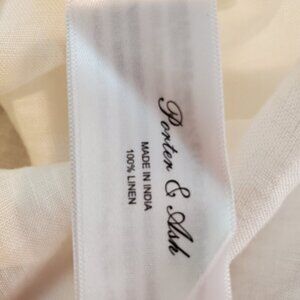 Porter & Ash
MADE IN INDIA
100% LINEN